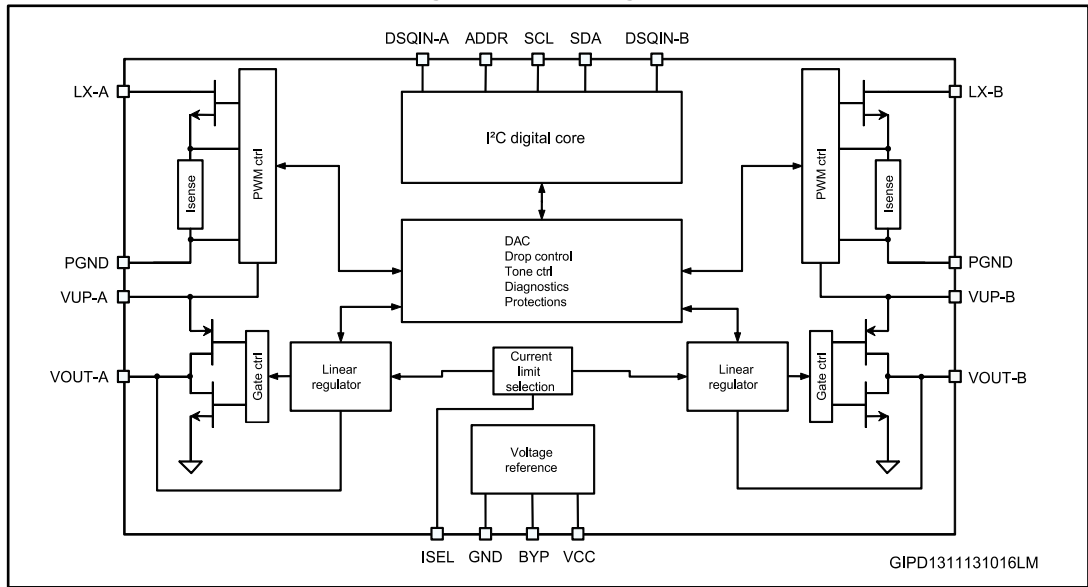 DSQIN-A ADDR SCL SDA DSQIN-B
LX-A
LX-B
I²C digital core
PWM ctrl
PWM ctrl
Isense
Isense
DAC
Drop control
Tone ctrl
Diagnostics
Protections
PGND
PGND
VUP-A
VUP-B
Gate ctrl
Linear
regulator
Current
limit
selection
Linear
regulator
Gate ctrl
VOUT-A
VOUT-B
Voltage
reference
ISEL GND BYP VCC
GIPD1311131016LM